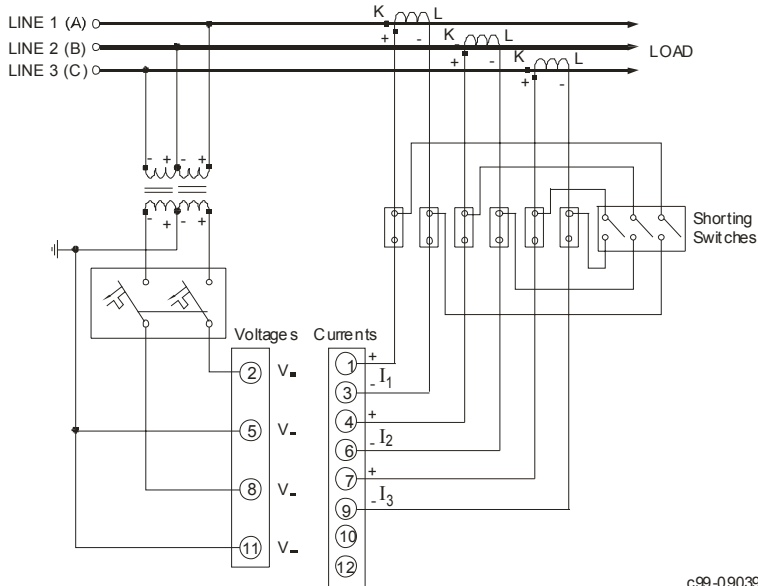 LINE 1 (A)
LINE 2 (B)
LINE 3 (C)
K L
+ -
K L
+ -
K L
+ -
LOAD
- + - +
- + - +
Shorting
Switches
Voltages Currents
2 V
5 V
8 V
11 V
1 +
3 - I1
4 +
6 - I2
7 +
9 - I3
10
12
c99-09039